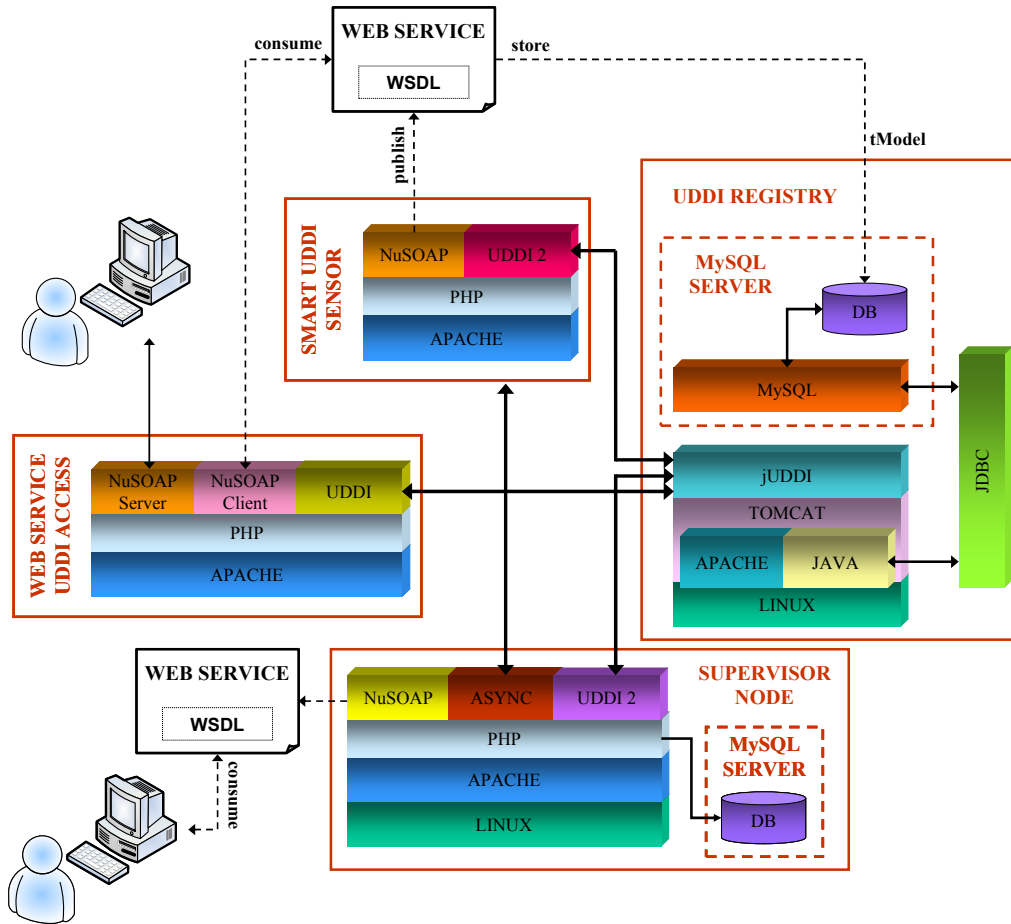 consume
WEB SERVICE
WSDL
store
publish
tModel
SMART UDDI
SENSOR
NuSOAP
UDDI 2
PHP
APACHE
UDDI REGISTRY
MySQL
SERVER
DB
MySQL
JDBC
jUDDI
TOMCAT
APACHE
JAVA
LINUX
WEB SERVICE
UDDI ACCESS
NuSOAP
Server
NuSOAP
Client
UDDI
PHP
APACHE
WEB SERVICE
WSDL
consume
SUPERVISOR
NODE
NuSOAP
ASYNC
UDDI 2
PHP
APACHE
LINUX
MySQL
SERVER
DB